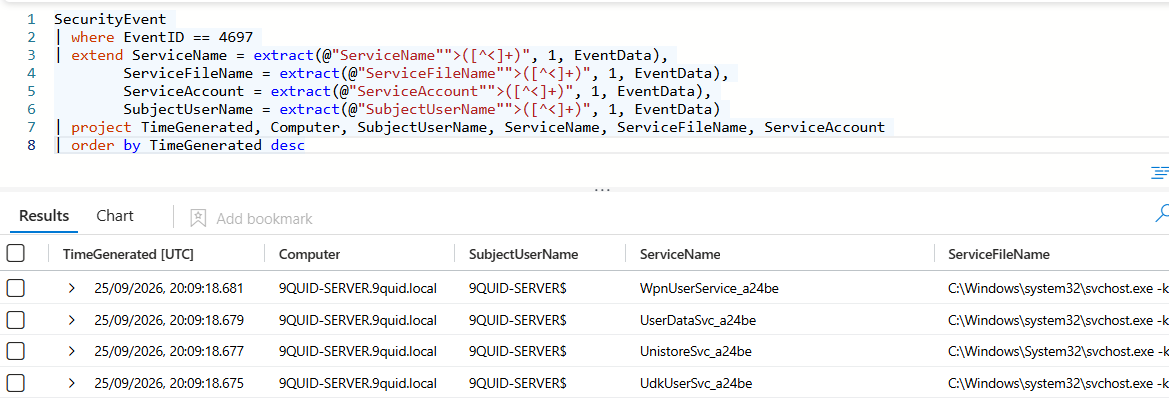 1 SecurityEvent
2 | where EventID == 4697
3 | extend ServiceName = extract(@"ServiceName"">([^<]+)", 1, EventData),
4 ServiceFileName = extract(@"ServiceFileName"">([^<]+)", 1, EventData),
5 ServiceAccount = extract(@"ServiceAccount"">([^<]+)", 1, EventData),
6 SubjectUserName = extract(@"SubjectUserName"">([^<]+)", 1, EventData)
7 | project TimeGenerated, Computer, SubjectUserName, ServiceName, ServiceFileName, ServiceAccount
8 | order by TimeGenerated desc
Results Chart Add bookmark
TimeGenerated [UTC] Computer SubjectUserName ServiceName ServiceFileName
25/09/2026, 20:09:18.681 9QUID-SERVER.9quid.local 9QUID-SERVER$ WpnUserService_a24be C:\Windows\system32\svchost.exe -k
25/09/2026, 20:09:18.679 9QUID-SERVER.9quid.local 9QUID-SERVER$ UserDataSvc_a24be C:\Windows\system32\svchost.exe -k
25/09/2026, 20:09:18.677 9QUID-SERVER.9quid.local 9QUID-SERVER$ UnistoreSvc_a24be C:\Windows\System32\svchost.exe -k
25/09/2026, 20:09:18.675 9QUID-SERVER.9quid.local 9QUID-SERVER$ UdkUserSvc_a24be C:\Windows\system32\svchost.exe -k